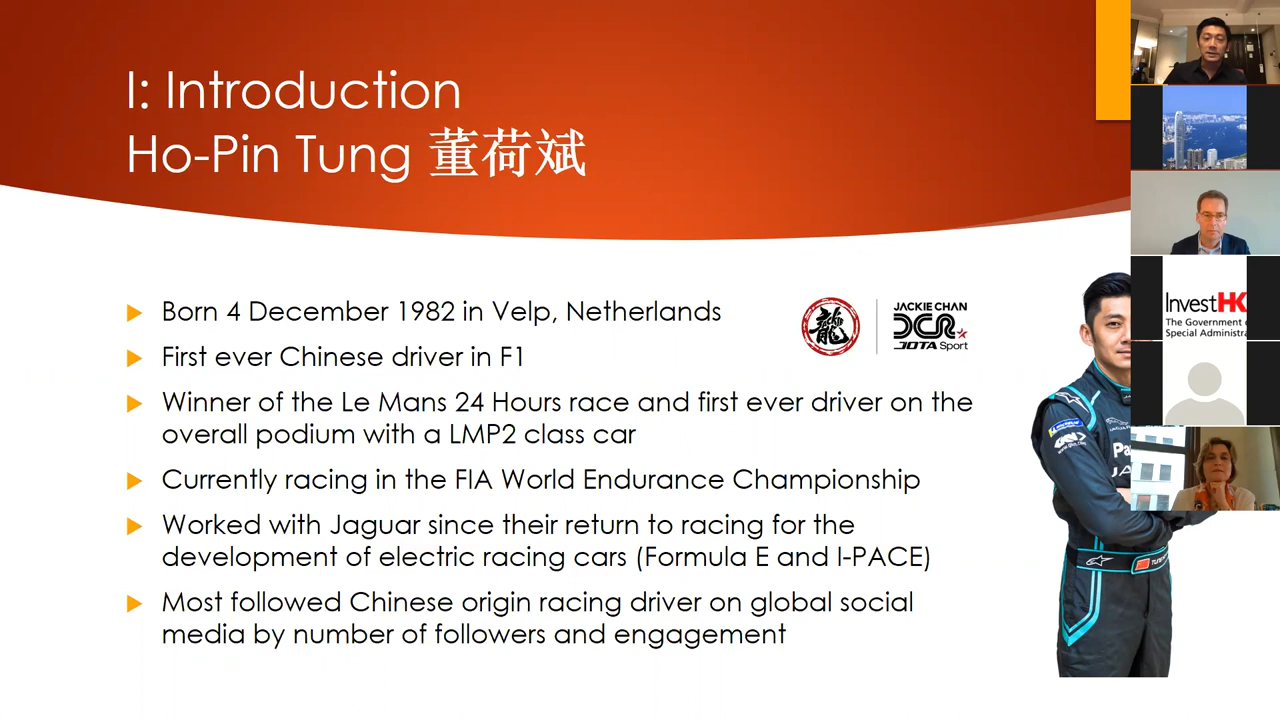 I: Introduction
Ho-Pin Tung 董荷斌
Born 4 December 1982 in Velp, Netherlands
First ever Chinese driver in F1
Winner of the Le Mans 24 Hours race and first ever driver on the
overall podium with a LMP2 class car
Currently racing in the FIA World Endurance Championship
Worked with Jaguar since their return to racing for the
development of electric racing cars (Formula E and I-PACE)
Most followed Chinese origin racing driver on global social
media by number of followers and engagement
龍
JACKIE CHAN
DCR
JOTA Sport
InvestHK
The Government
Special Administra